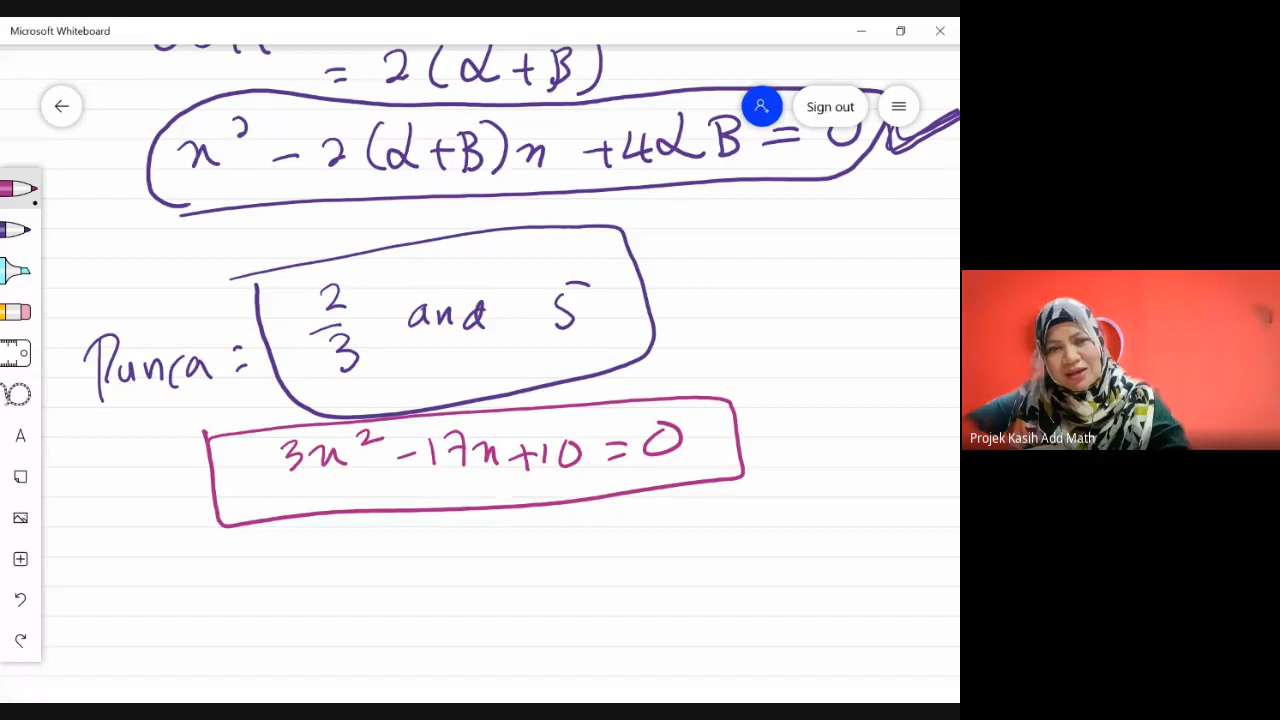 Microsoft Whiteboard
= 2(α+β)
Sign out
x² - 2(α+β)x + 4αβ = 0
Punca = 2/3 and 5
3x² - 17x + 10 = 0
Projek Kasih Add Math
A